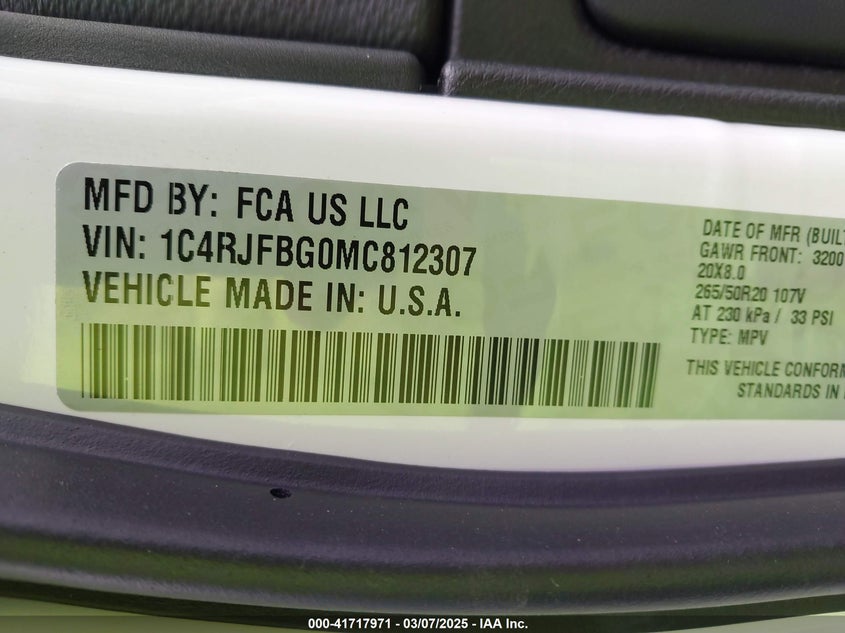 MFD BY: FCA US LLC
VIN: 1C4RJFBG0MC812307
VEHICLE MADE IN: U.S.A.
DATE OF MFR (BUILT
GAWR FRONT: 3200
20X8.0
265/50R20 107V
AT 230 kPa / 33 PSI
TYPE: MPV
THIS VEHICLE CONFORM
STANDARDS IN
000-41717971 - 03/07/2025 - IAA Inc.